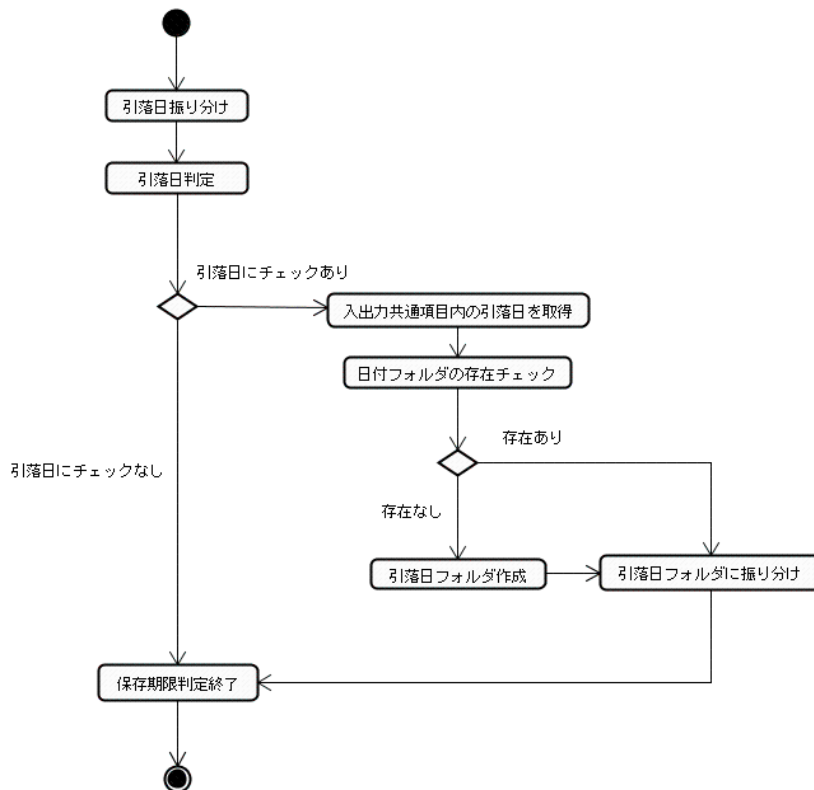 引落日振り分け
引落日判定
引落日にチェックあり
入出力共通項目内の引落日を取得
日付フォルダの存在チェック
存在あり
引落日にチェックなし
存在なし
引落日フォルダ作成
引落日フォルダに振り分け
保存期限判定終了